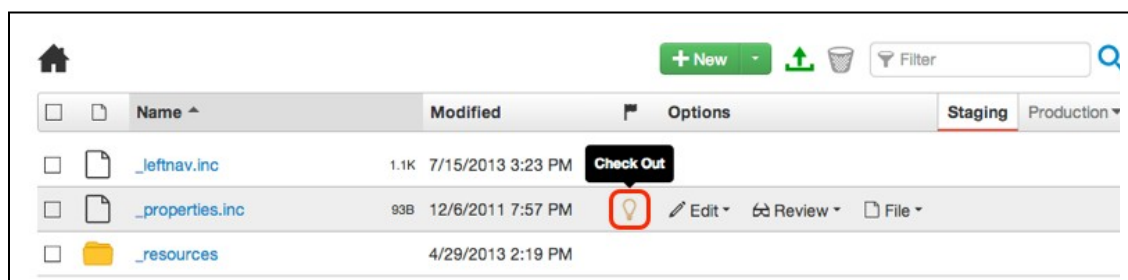 + New Filter
Name Modified Options Staging Production
_leftnav.inc 1.1K 7/15/2013 3:23 PM Check Out
_properties.inc 93B 12/6/2011 7:57 PM Edit Review File
_resources 4/29/2013 2:19 PM